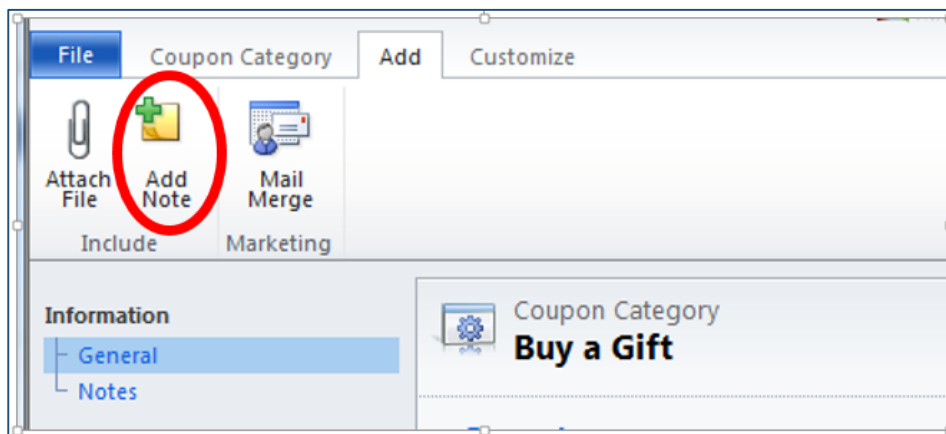 File Coupon Category Add Customize
Attach Add Mail
File Note Merge
Include Marketing
Information
General
Notes
Coupon Category
Buy a Gift